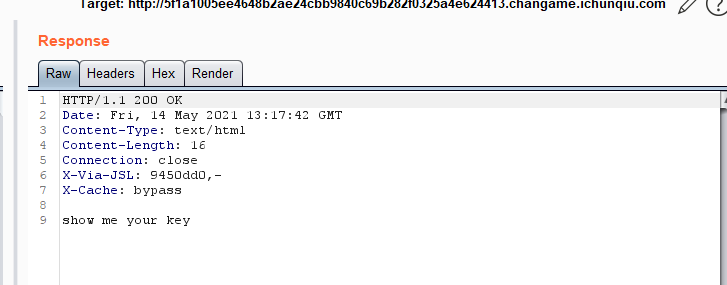 Target: http://5f1a1005ee4648b2ae24cbb9840c69b282f0325a4e624413.changame.ichunqiu.com
?
Response
Raw Headers Hex Render
1 HTTP/1.1 200 OK
2 Date: Fri, 14 May 2021 13:17:42 GMT
3 Content-Type: text/html
4 Content-Length: 16
5 Connection: close
6 X-Via-JSL: 9450dd0,-
7 X-Cache: bypass
8
9 show me your key